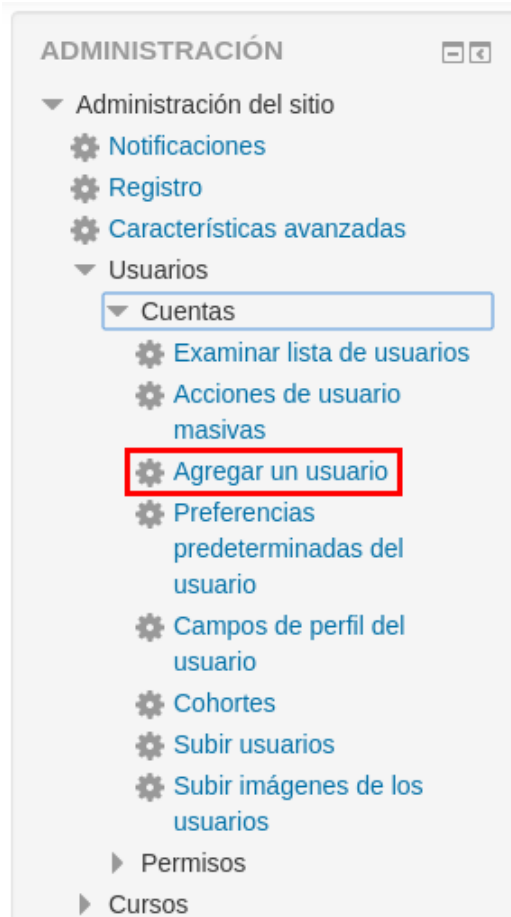 ADMINISTRACIÓN
Administración del sitio
Notificaciones
Registro
Características avanzadas
Usuarios
Cuentas
Examinar lista de usuarios
Acciones de usuario
masivas
Agregar un usuario
Preferencias
predeterminadas del
usuario
Campos de perfil del
usuario
Cohortes
Subir usuarios
Subir imágenes de los
usuarios
Permisos
Cursos